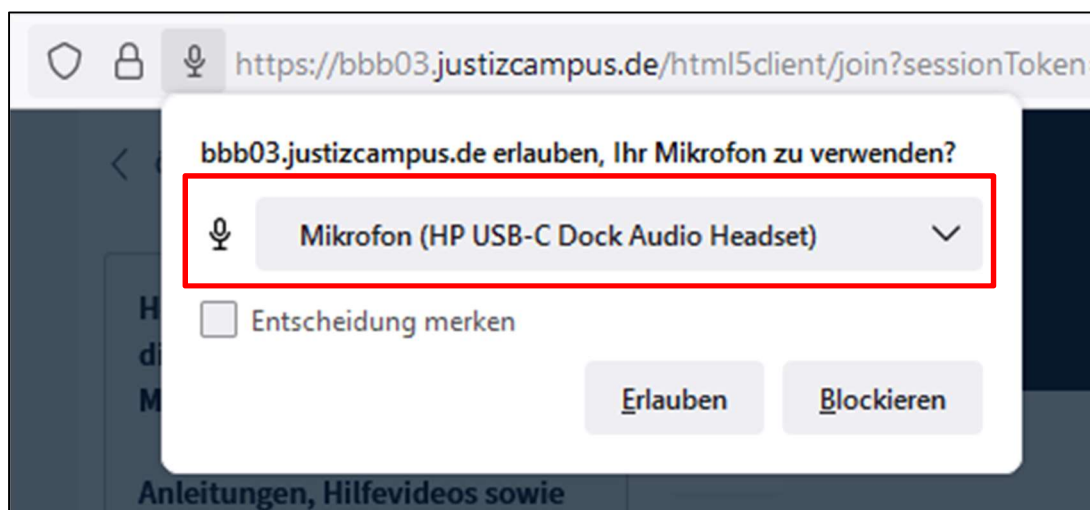 https://bbb03.justizcampus.de/html5client/join?sessionToken
bbb03.justizcampus.de erlauben, Ihr Mikrofon zu verwenden?
Mikrofon (HP USB-C Dock Audio Headset)
Entscheidung merken
Erlauben
Blockieren
Anleitungen, Hilfevideos sowie